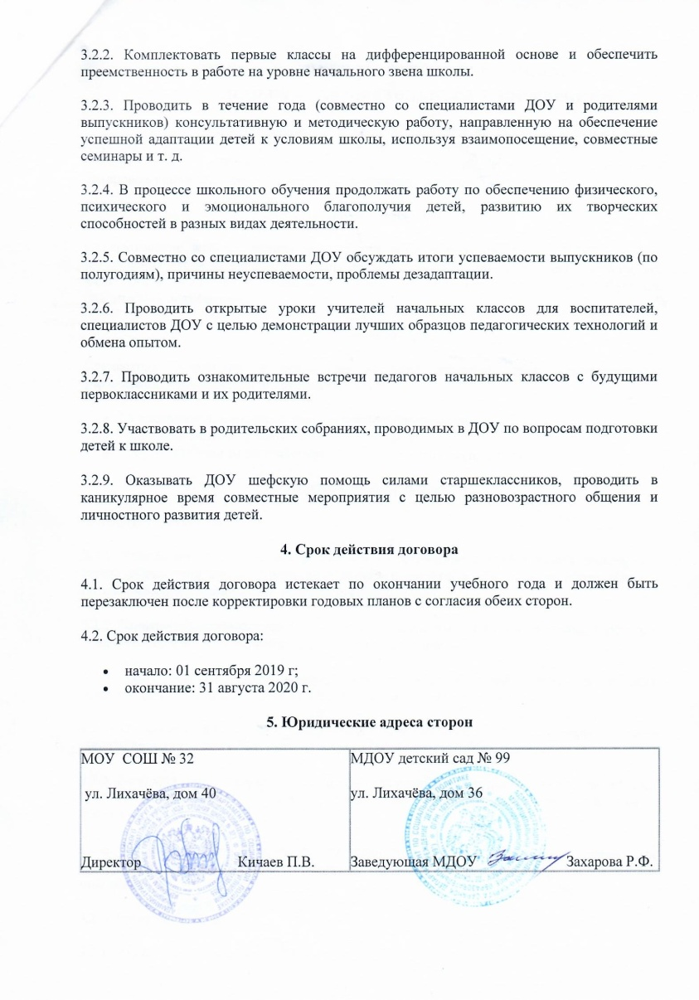 3.2.2. Комплектовать первые классы на дифференцированной основе и обеспечить
преемственность в работе на уровне начального звена школы.
3.2.3. Проводить в течение года (совместно со специалистами ДОУ и родителями
выпускников) консультативную и методическую работу, направленную на обеспечение
успешной адаптации детей к условиям школы, используя взаимопосещение, совместные
семинары и т. д.
3.2.4. В процессе школьного обучения продолжать работу по обеспечению физического,
психического и эмоционального благополучия детей, развитию их творческих
способностей в разных видах деятельности.
3.2.5. Совместно со специалистами ДОУ обсуждать итоги успеваемости выпускников (по
полугодиям), причины неуспеваемости, проблемы дезадаптации.
3.2.6. Проводить открытые уроки учителей начальных классов для воспитателей,
специалистов ДОУ с целью демонстрации лучших образцов педагогических технологий и
обмена опытом.
3.2.7. Проводить ознакомительные встречи педагогов начальных классов с будущими
первоклассниками и их родителями.
3.2.8. Участвовать в родительских собраниях, проводимых в ДОУ по вопросам подготовки
детей к школе.
3.2.9. Оказывать ДОУ шефскую помощь силами старшеклассников, проводить в
каникулярное время совместные мероприятия с целью разновозрастного общения и
личностного развития детей.
4. Срок действия договора
4.1. Срок действия договора истекает по окончании учебного года и должен быть
перезаключен после корректировки годовых планов с согласия обеих сторон.
4.2. Срок действия договора:
• начало: 01 сентября 2019 г;
• окончание: 31 августа 2020 г.
5. Юридические адреса сторон
МОУ СОШ № 32
ул. Лихачёва, дом 40
Директор Кичаев П.В.
МДОУ детский сад № 99
ул. Лихачёва, дом 36
Заведующая МДОУ Захарова Р.Ф.